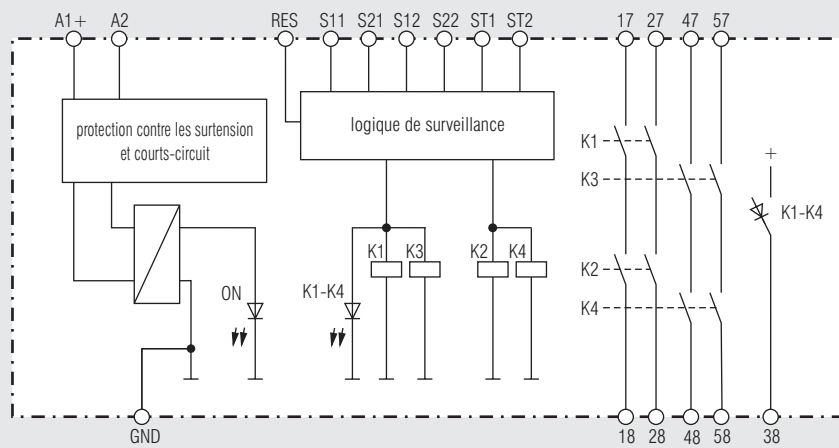 A1+ A2 RES S11 S21 S12 S22 ST1 ST2 17 27 47 57
protection contre les surtension
et courts-circuit
logique de surveillance
K1
K3
+
K1-K4
K1 K3 K2 K4
K2
ON K1-K4
K4
GND 18 28 48 58 38